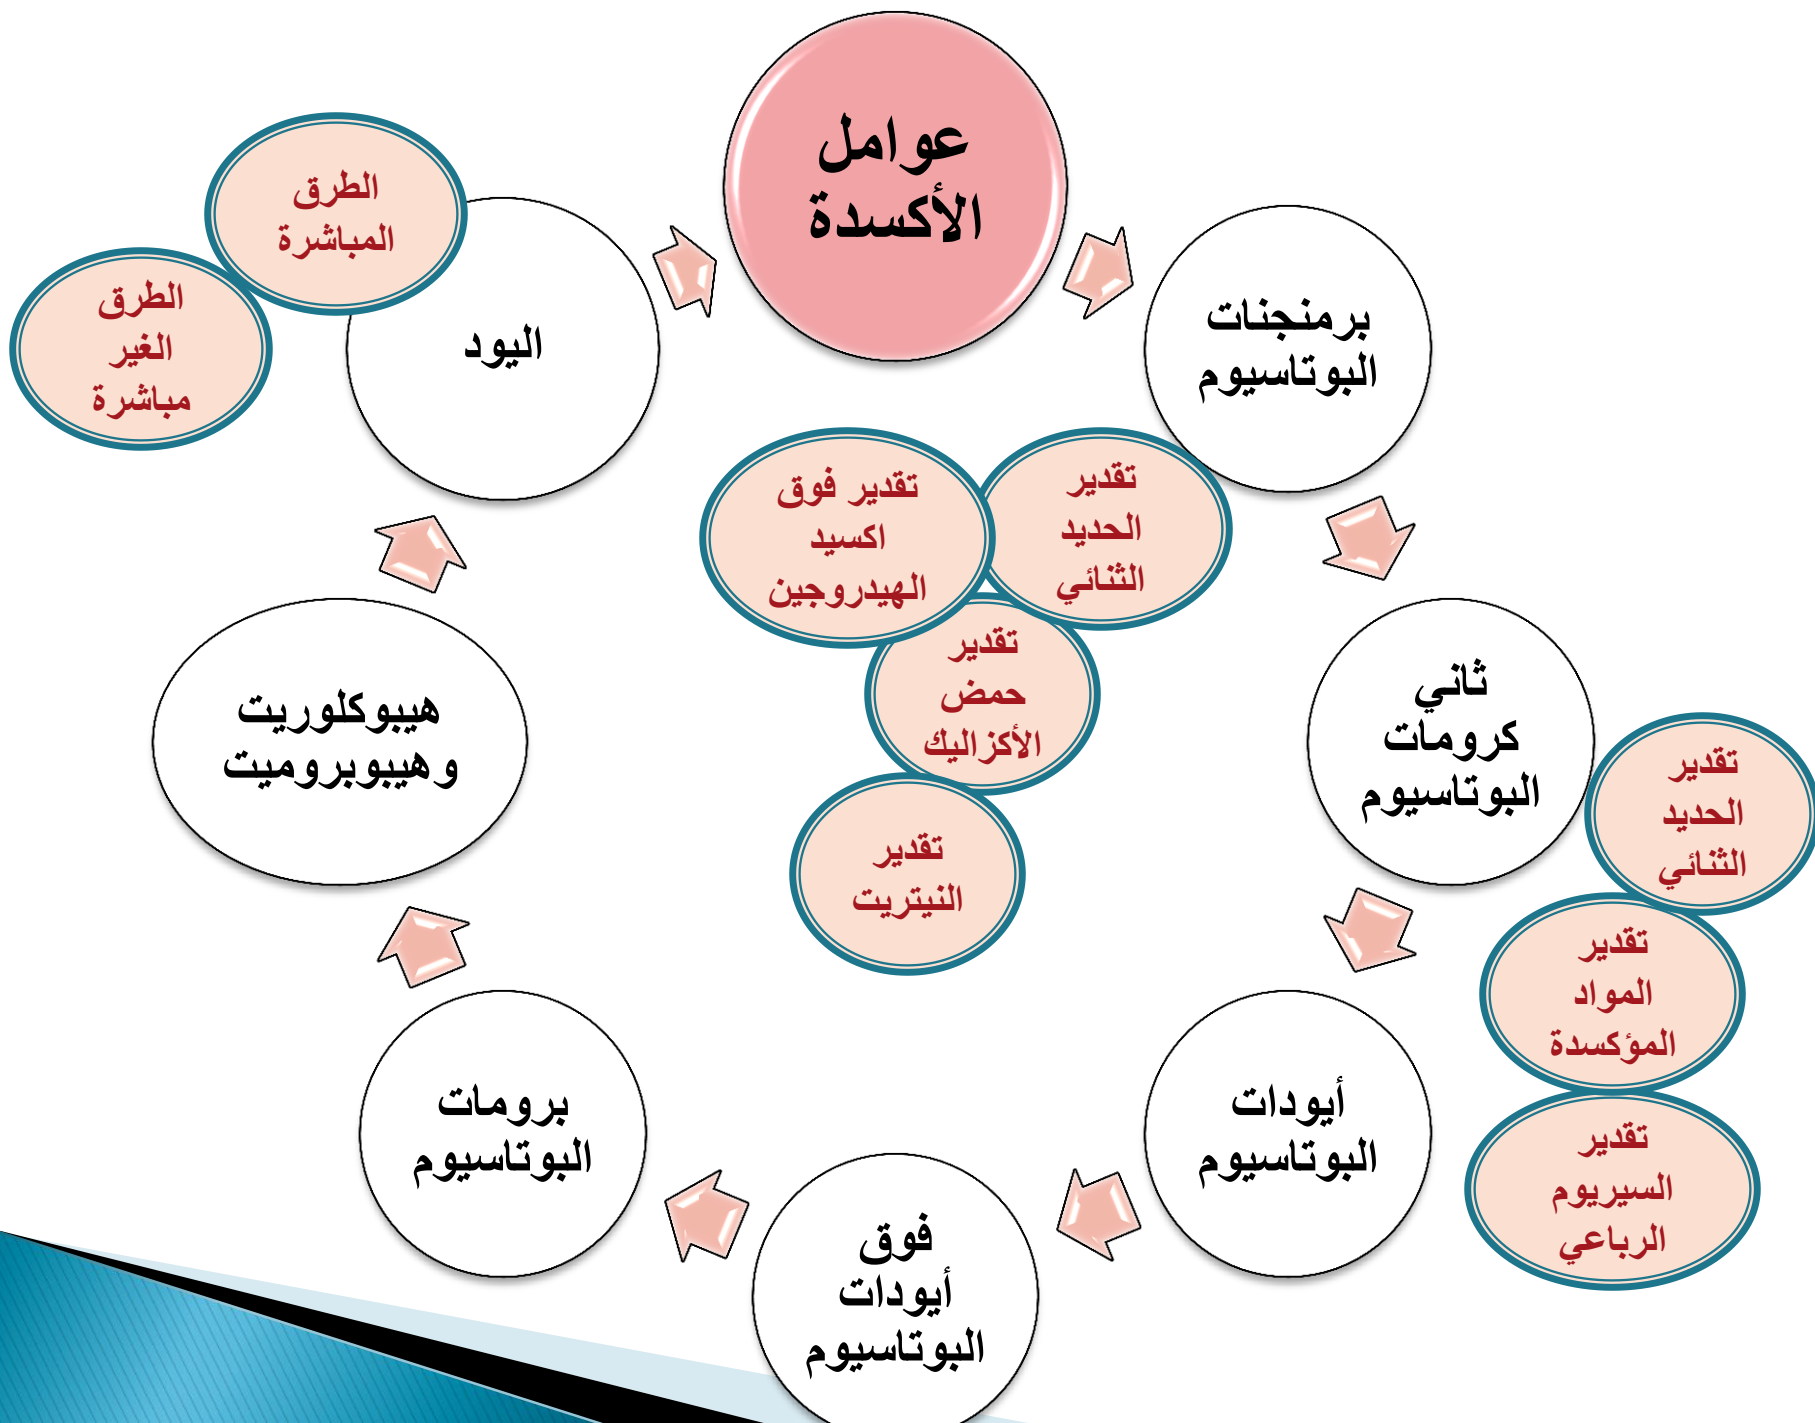 عوامل
الأكسدة
برمنجنات
البوتاسيوم
تقدير
الحديد
الثنائي
تقدير فوق
اكسيد
الهيدروجين
تقدير
حمض
الأكزاليك
تقدير
النيتريت
ثاني
كرومات
البوتاسيوم
تقدير
الحديد
الثنائي
تقدير
المواد
المؤكسدة
تقدير
السيريوم
الرباعي
أيودات
البوتاسيوم
فوق
أيودات
البوتاسيوم
برومات
البوتاسيوم
هيبوكلوريت
وهيبوبروميت
اليود
الطرق
المباشرة
الطرق
الغير
مباشرة